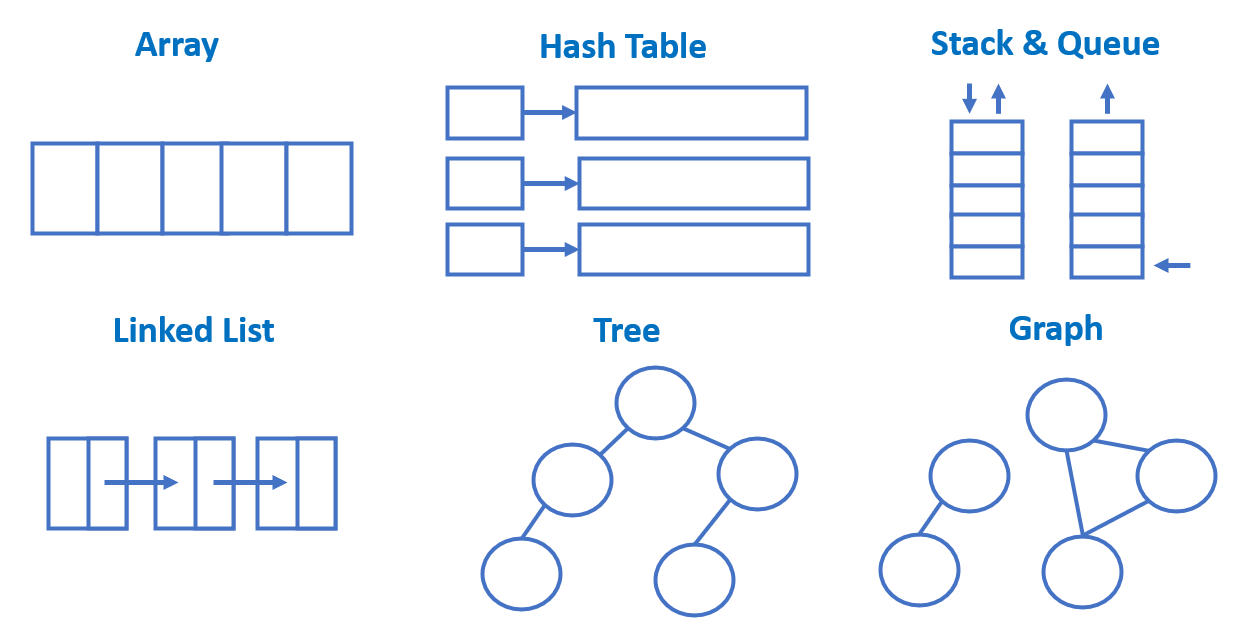 Array
Hash Table
Stack & Queue
Linked List
Tree
Graph